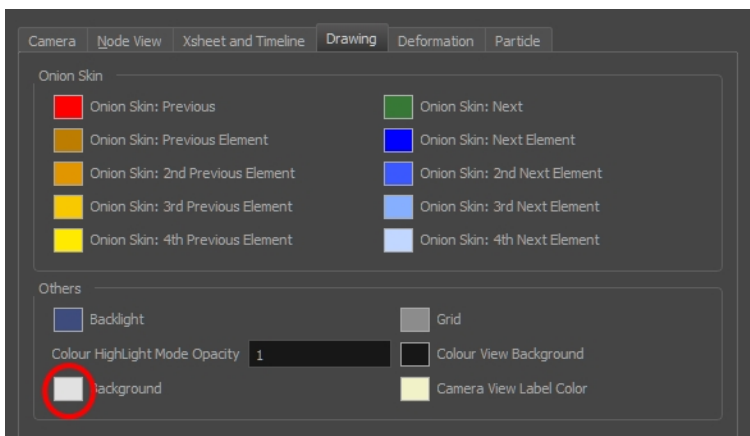 Camera Node View Xsheet and Timeline Drawing Deformation Particle
Onion Skin
Onion Skin: Previous Onion Skin: Next
Onion Skin: Previous Element Onion Skin: Next Element
Onion Skin: 2nd Previous Element Onion Skin: 2nd Next Element
Onion Skin: 3rd Previous Element Onion Skin: 3rd Next Element
Onion Skin: 4th Previous Element Onion Skin: 4th Next Element
Others
Backlight Grid
Colour HighLight Mode Opacity 1 Colour View Background
Background Camera View Label Color